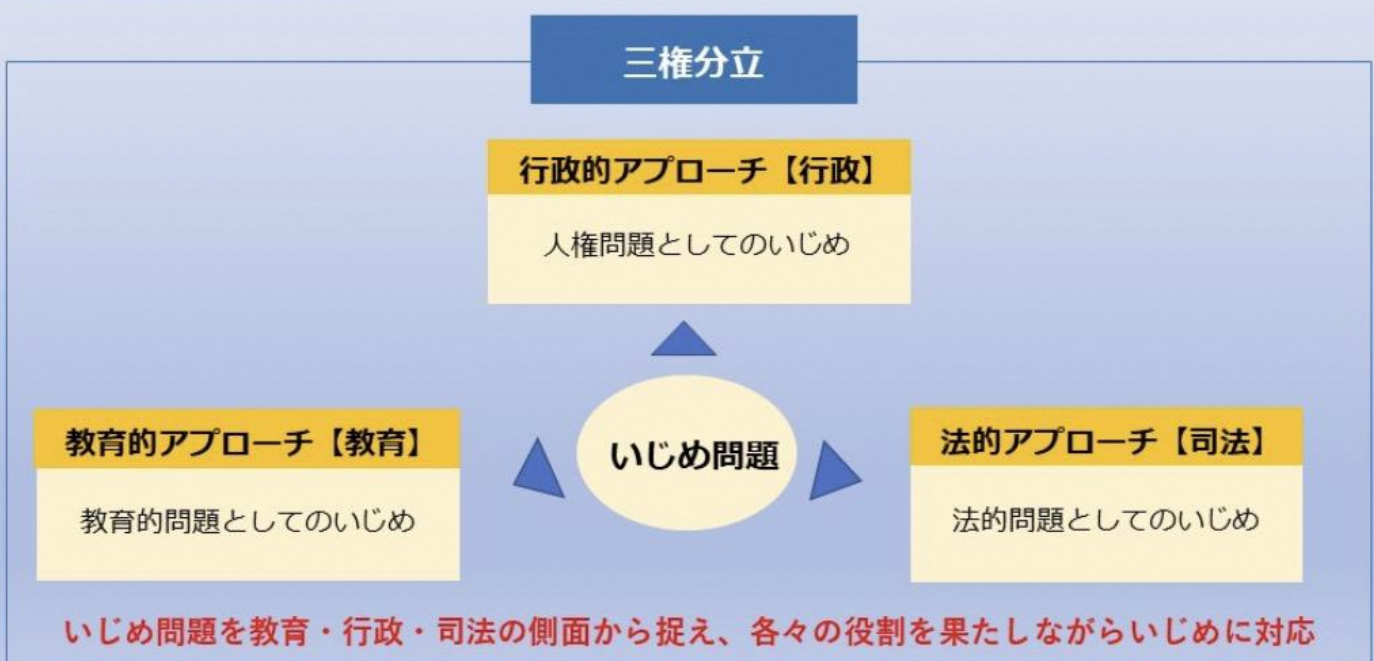 三権分立
行政的アプローチ【行政】
人権問題としてのいじめ
教育的アプローチ【教育】
教育的問題としてのいじめ
いじめ問題
法的アプローチ【司法】
法的問題としてのいじめ
いじめ問題を教育・行政・司法の側面から捉え、各々の役割を果たしながらいじめに対応